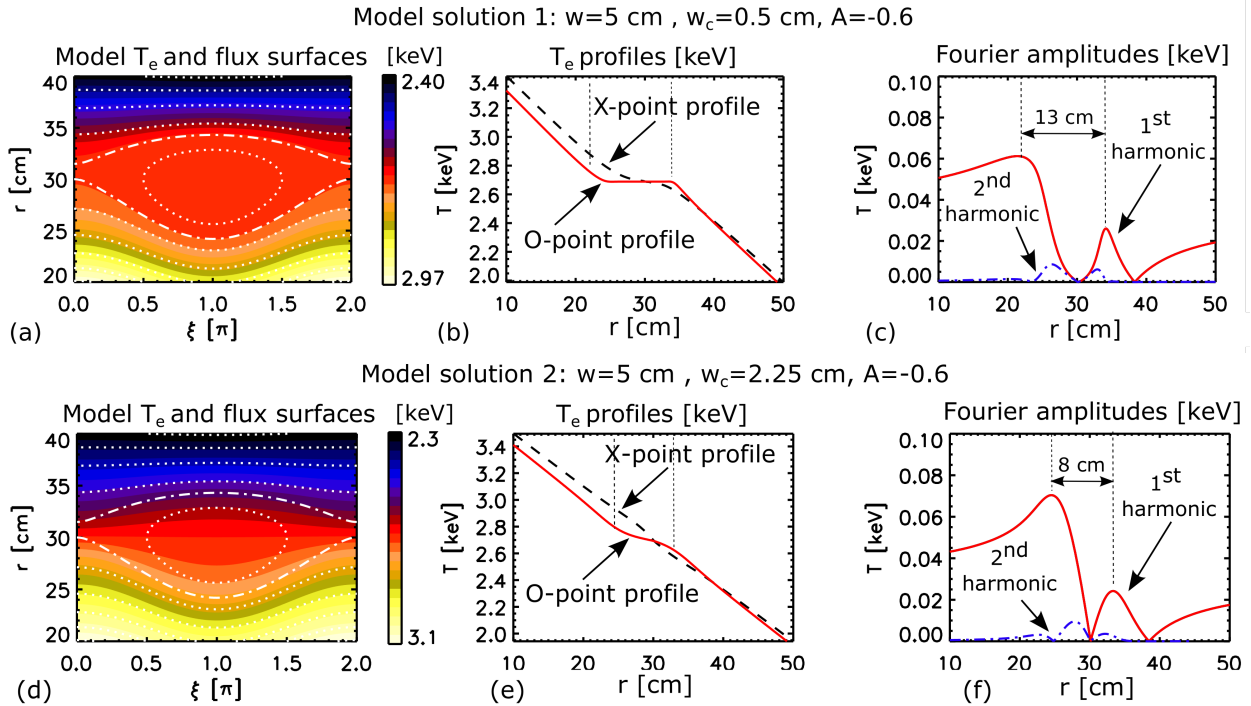 Model solution 1: w=5 cm , w_c=0.5 cm, A=-0.6
Model T_e and flux surfaces
[keV]
T_e profiles [keV]
Fourier amplitudes [keV]
40
35
30
25
20
r [cm]
0.0 0.5 1.0 1.5 2.0
ξ [π]
2.40
2.97
(a)
3.4
3.2
3.0
2.8
2.6
2.4
2.2
2.0
T [keV]
X-point profile
O-point profile
10 20 30 40 50
r [cm]
(b)
0.10
0.08
0.06
0.04
0.02
0.00
T [keV]
13 cm
1st
harmonic
2nd
harmonic
10 20 30 40 50
r [cm]
(c)
Model solution 2: w=5 cm , w_c=2.25 cm, A=-0.6
Model T_e and flux surfaces
[keV]
T_e profiles [keV]
Fourier amplitudes [keV]
40
35
30
25
20
r [cm]
0.0 0.5 1.0 1.5 2.0
ξ [π]
2.3
3.1
(d)
3.4
3.2
3.0
2.8
2.6
2.4
2.2
2.0
T [keV]
X-point profile
O-point profile
10 20 30 40 50
r [cm]
(e)
0.10
0.08
0.06
0.04
0.02
0.00
T [keV]
8 cm
1st
harmonic
2nd
harmonic
10 20 30 40 50
r [cm]
(f)